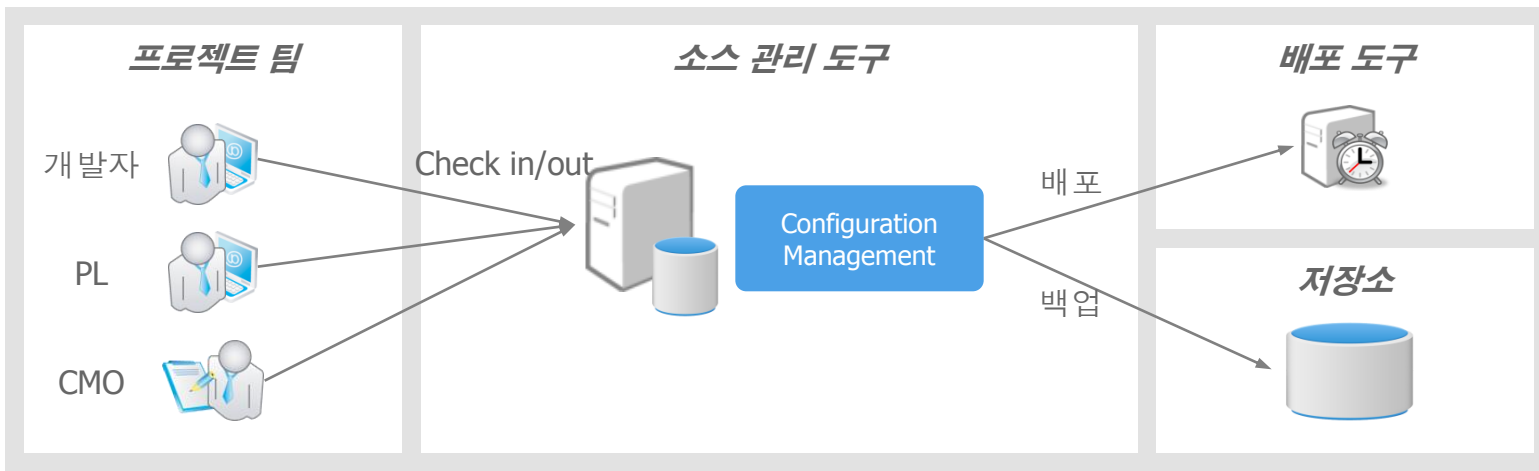 프로젝트 팀
개발자
PL
CMO
소스 관리 도구
Check in/out
Configuration
Management
배포
백업
배포 도구
저장소